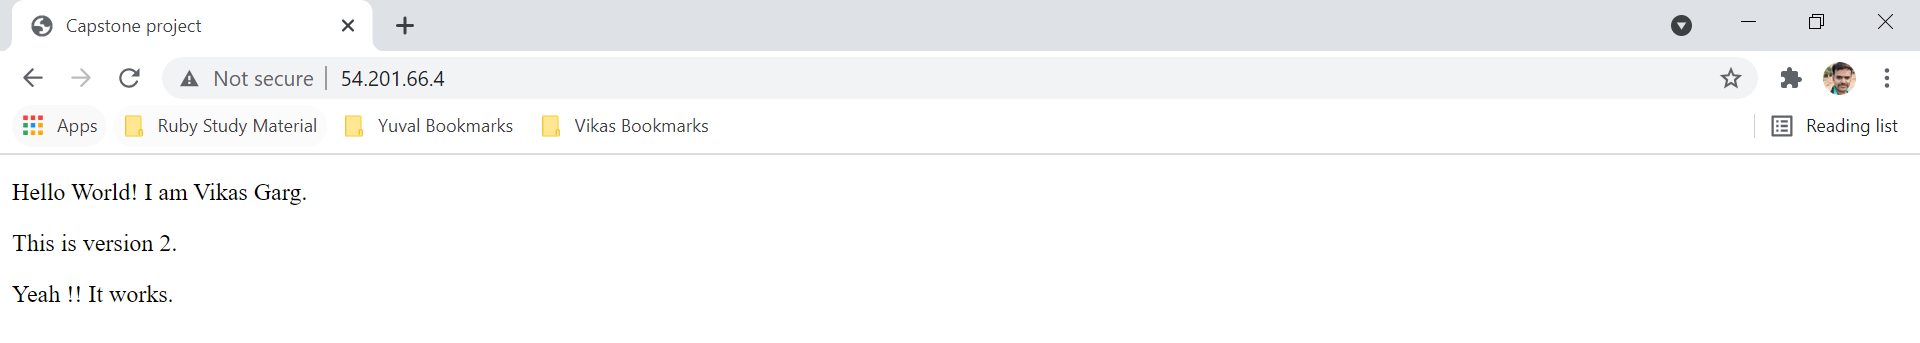 Capstone project
Not secure 54.201.66.4
Apps Ruby Study Material Yuval Bookmarks Vikas Bookmarks Reading list
Hello World! I am Vikas Garg.
This is version 2.
Yeah !! It works.